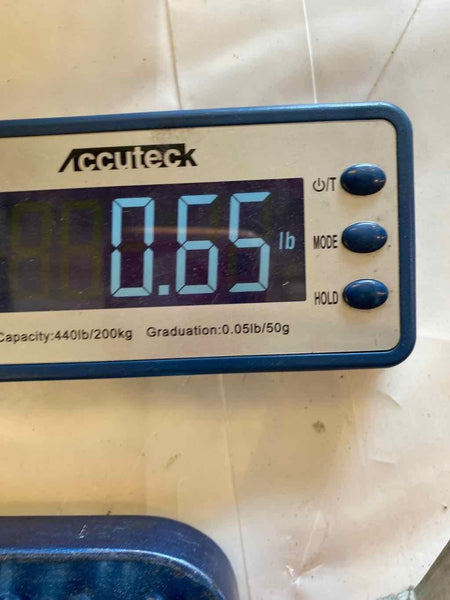 Accuteck
⏻/T
0.65 lb
MODE
HOLD
Capacity:440lb/200kg Graduation:0.05lb/50g